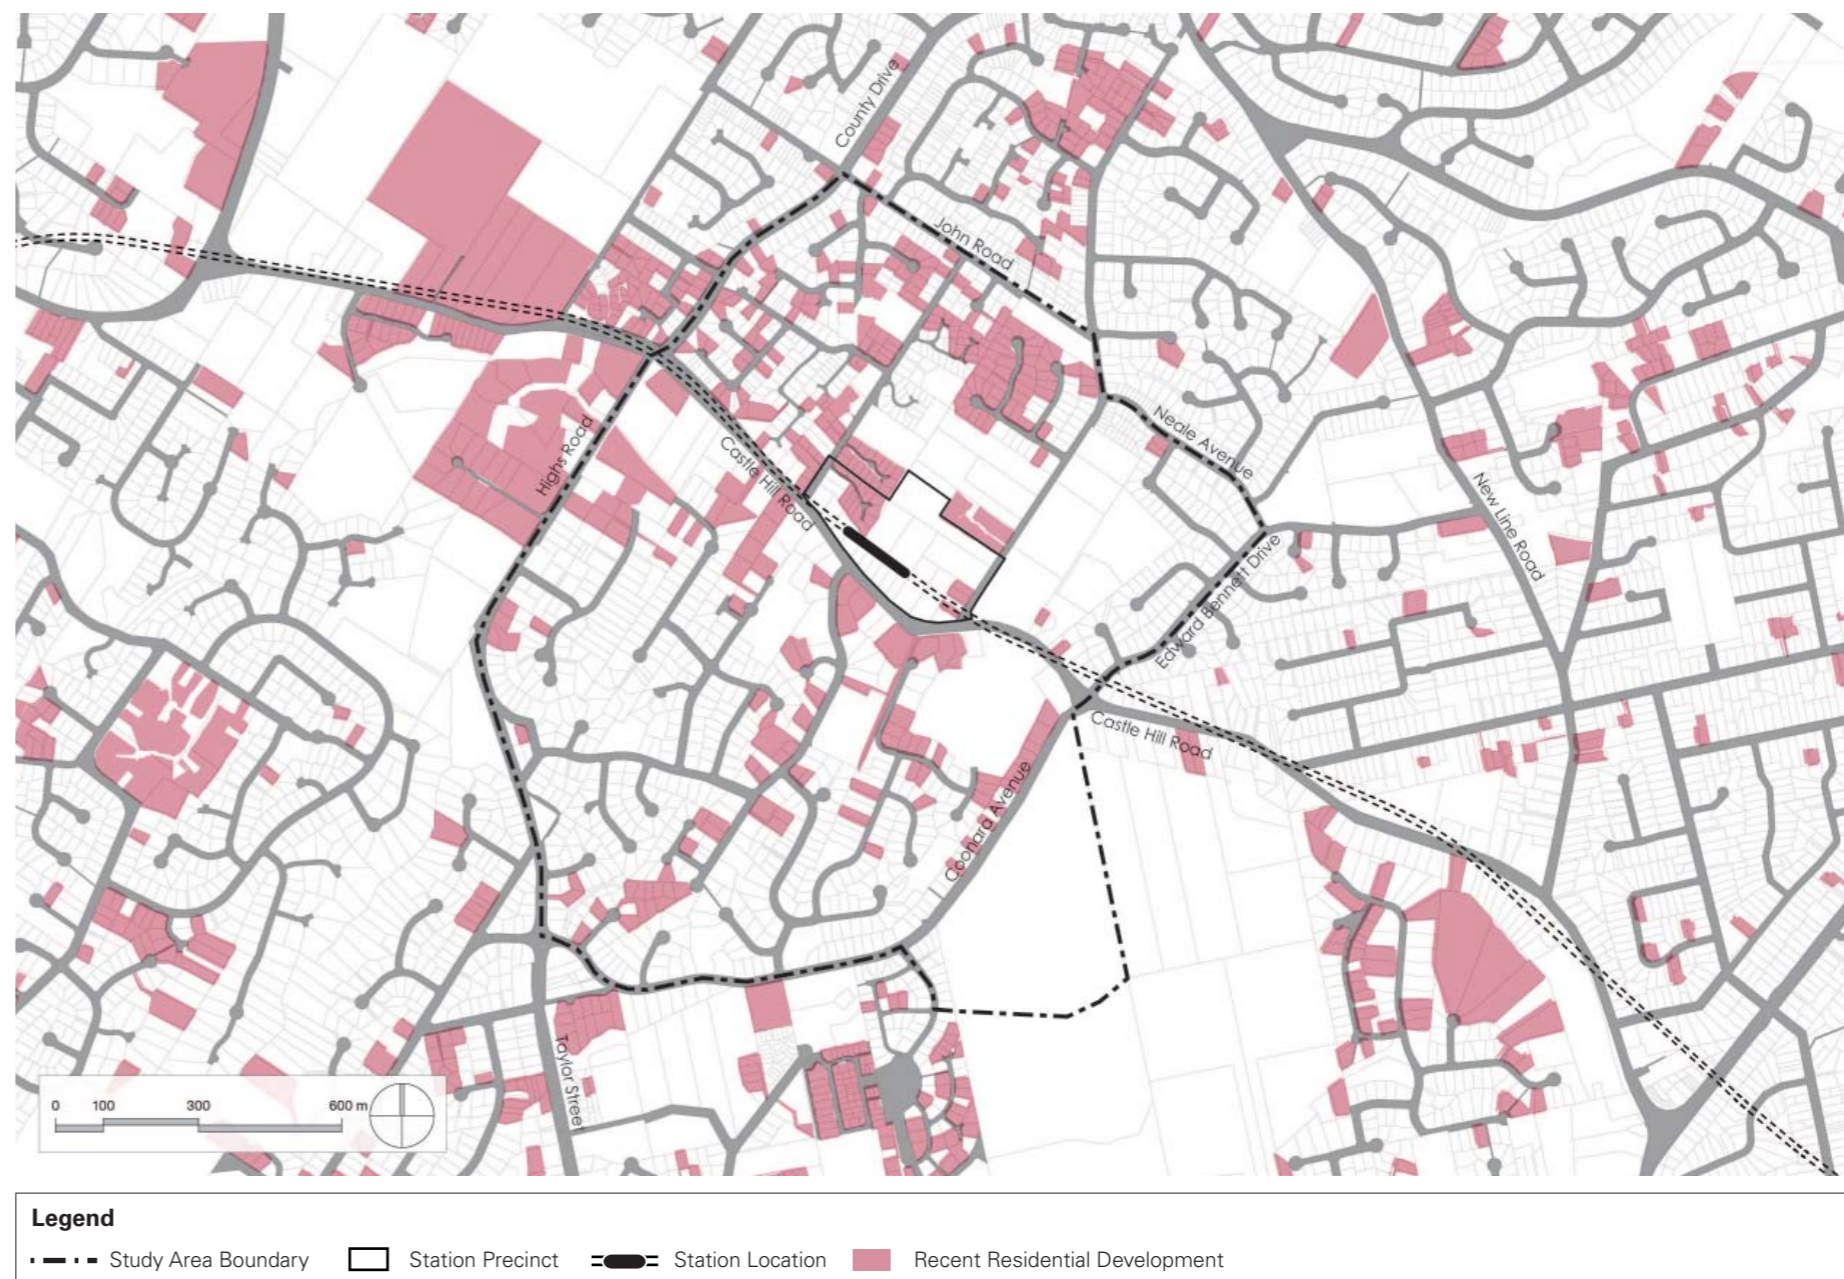 County Drive
John Road
Neale Avenue
Highs Road
Castle Hill Road
New Line Road
Edward Bennett Drive
Castle Hill Road
Coonara Avenue
Taylor Street
0 100 300 600 m
Legend
Study Area Boundary Station Precinct Station Location Recent Residential Development